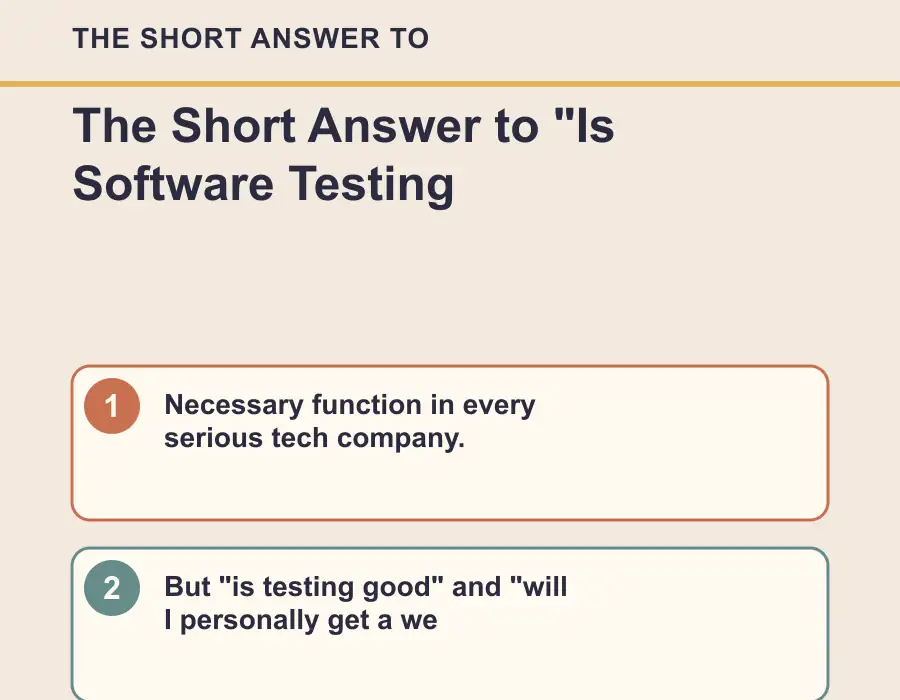 THE SHORT ANSWER TO
The Short Answer to "Is
Software Testing
1
Necessary function in every
serious tech company.
2
But "is testing good" and "will
I personally get a we